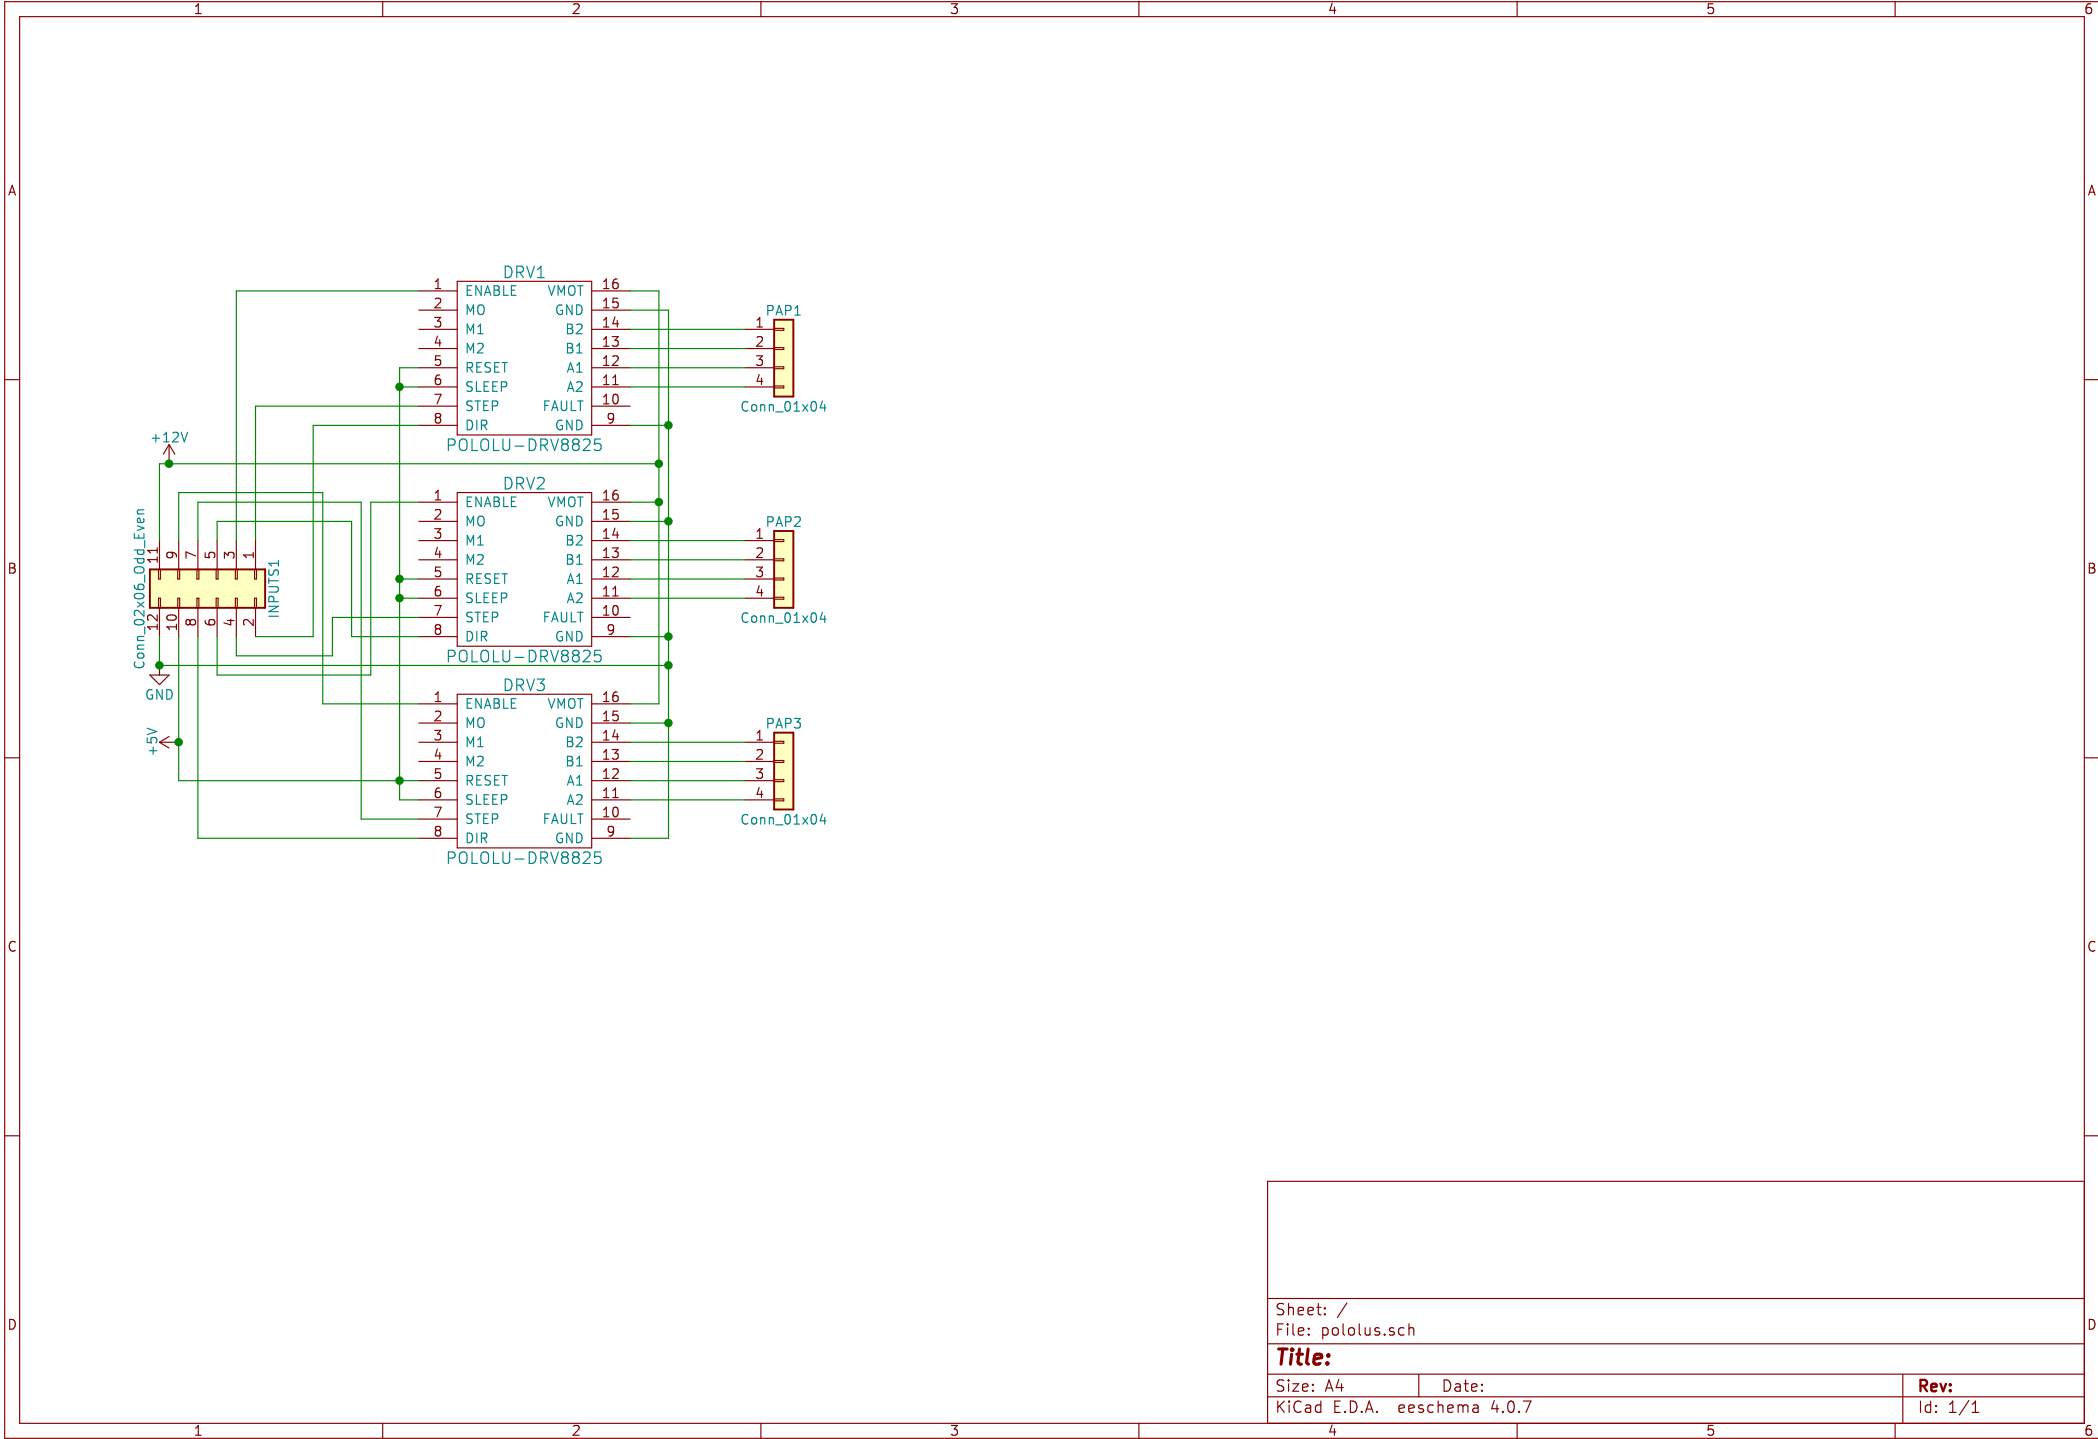 1 2 3 4 5 6
A A
B B
C C
D D
DRV1
1 ENABLE VMOT 16
2 MO GND 15
3 M1 B2 14
4 M2 B1 13
5 RESET A1 12
6 SLEEP A2 11
7 STEP FAULT 10
8 DIR GND 9
POLOLU-DRV8825
PAP1
1
2
3
4
Conn_01x04
+12V
DRV2
1 ENABLE VMOT 16
2 MO GND 15
3 M1 B2 14
4 M2 B1 13
5 RESET A1 12
6 SLEEP A2 11
7 STEP FAULT 10
8 DIR GND 9
POLOLU-DRV8825
PAP2
1
2
3
4
Conn_01x04
Conn_02x06_Odd_Even
11 9 7 5 3 1
12 10 8 6 4 2
INPUTS1
GND
+5V
DRV3
1 ENABLE VMOT 16
2 MO GND 15
3 M1 B2 14
4 M2 B1 13
5 RESET A1 12
6 SLEEP A2 11
7 STEP FAULT 10
8 DIR GND 9
POLOLU-DRV8825
PAP3
1
2
3
4
Conn_01x04
Sheet: /
File: pololus.sch
Title:
Size: A4 Date: Rev:
KiCad E.D.A. eeschema 4.0.7 Id: 1/1
1 2 3 4 5 6